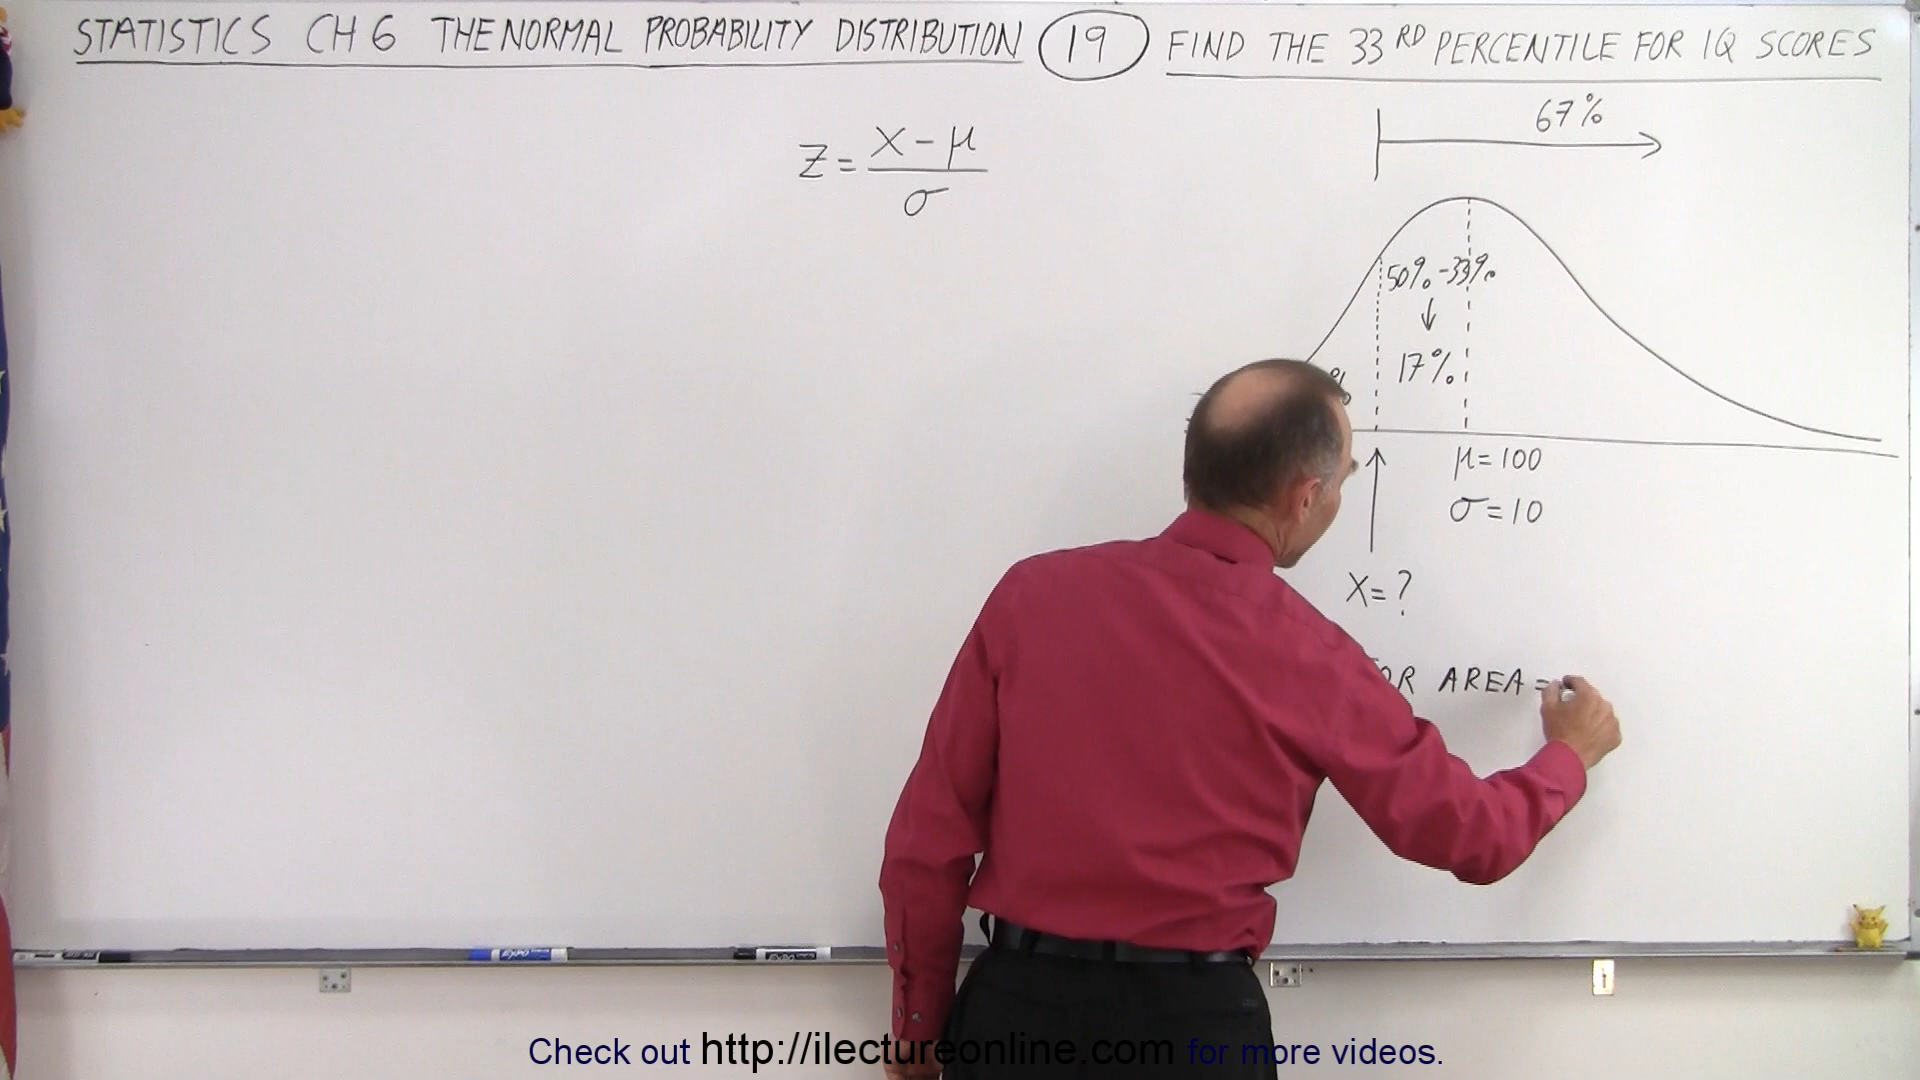 STATISTICS CH 6 THE NORMAL PROBABILITY DISTRIBUTION 19 FIND THE 33RD PERCENTILE FOR IQ SCORES
67%
Z = X - μ / σ
50% - 33%
↓
17%
%
μ = 100
σ = 10
X = ?
FOR AREA =
Check out http://ilectureonline.com for more videos.